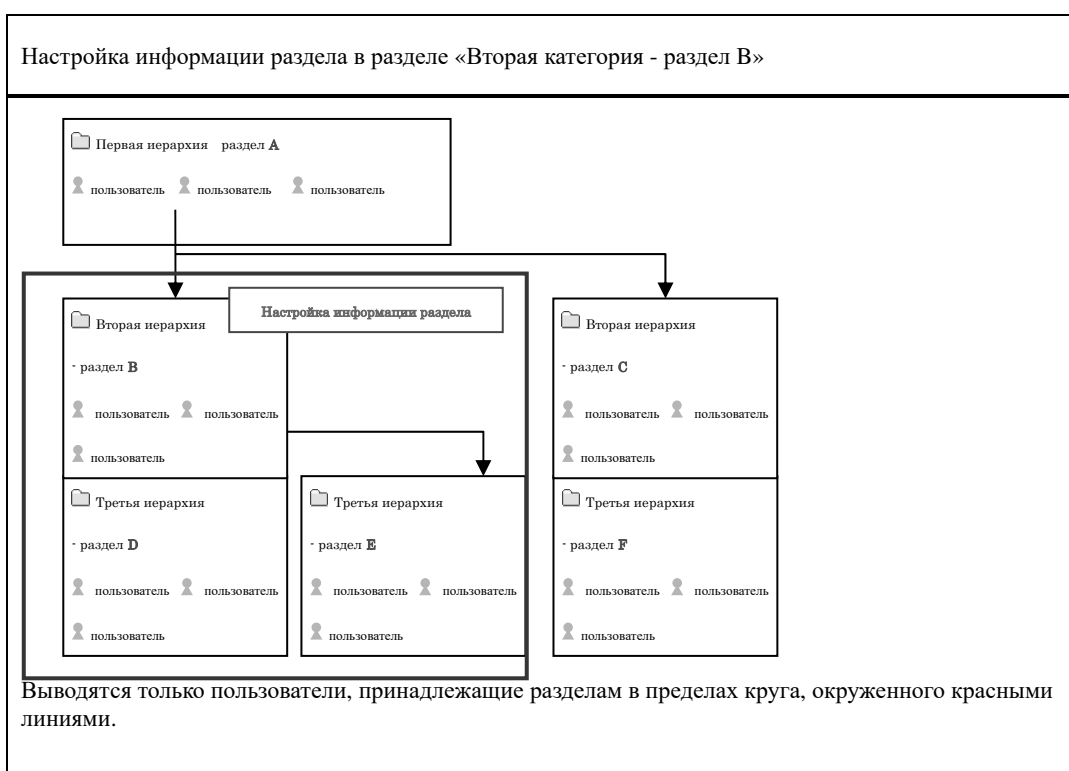 Настройка информации раздела в разделе «Вторая категория - раздел B»
Первая иерархия раздел A
пользователь пользователь пользователь
Настройка информации раздела
Вторая иерархия
- раздел B
пользователь пользователь
пользователь
Вторая иерархия
- раздел C
пользователь пользователь
пользователь
Третья иерархия
- раздел D
пользователь пользователь
пользователь
Третья иерархия
- раздел E
пользователь пользователь
пользователь
Третья иерархия
- раздел F
пользователь пользователь
пользователь
Выводятся только пользователи, принадлежащие разделам в пределах круга, окруженного красными
линиями.